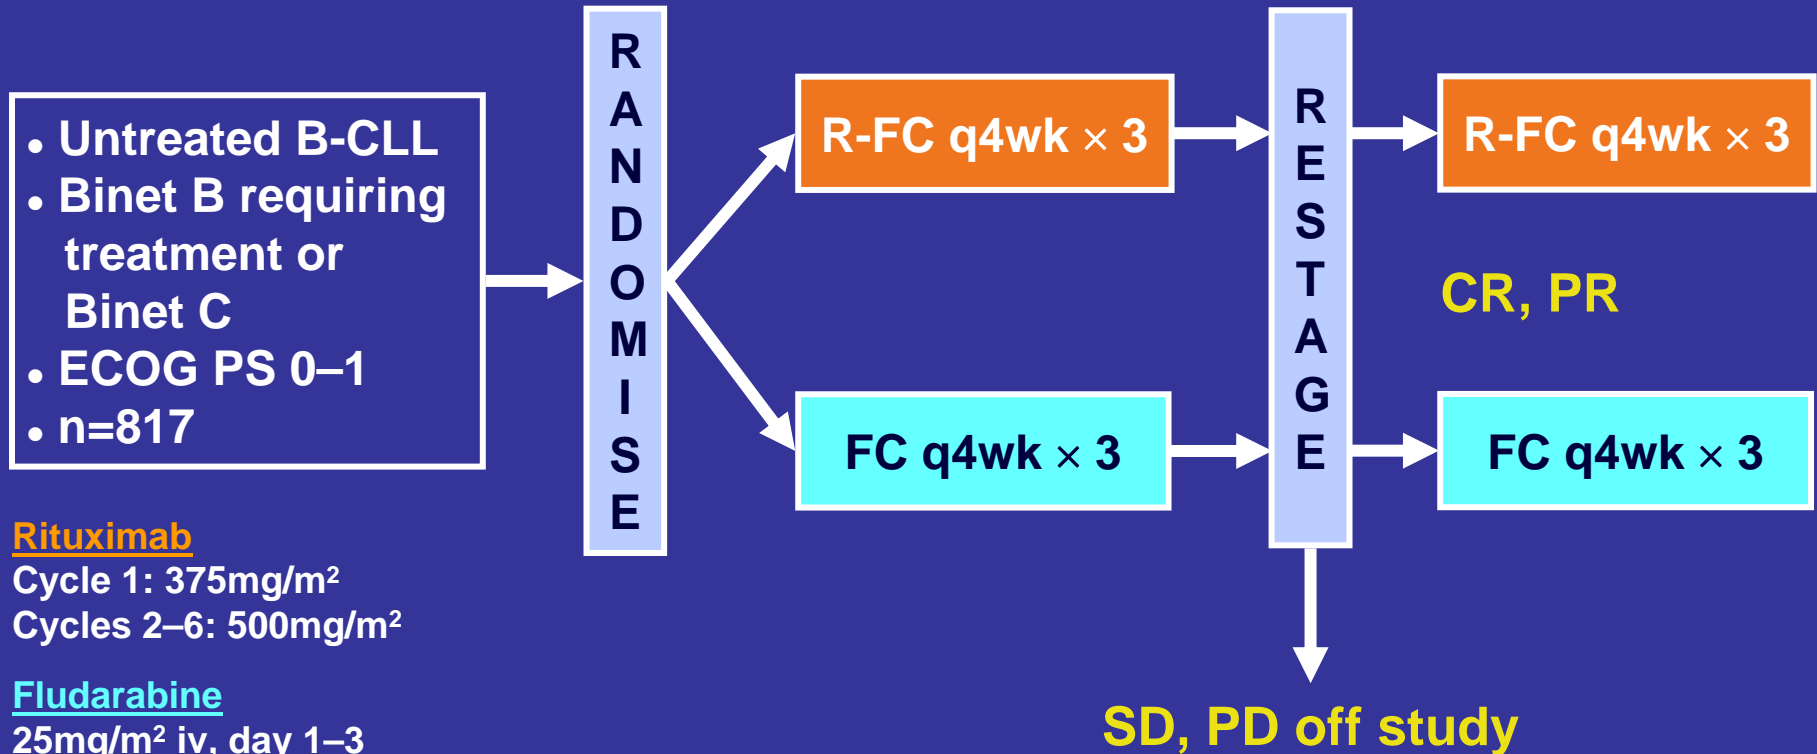 • Untreated B-CLL
• Binet B requiring
treatment or
Binet C
• ECOG PS 0–1
• n=817
RANDOMISE
R-FC q4wk × 3
FC q4wk × 3
RESTAGE
R-FC q4wk × 3
CR, PR
FC q4wk × 3
SD, PD off study
Rituximab
Cycle 1: 375mg/m²
Cycles 2–6: 500mg/m²
Fludarabine
25mg/m² iv, day 1–3